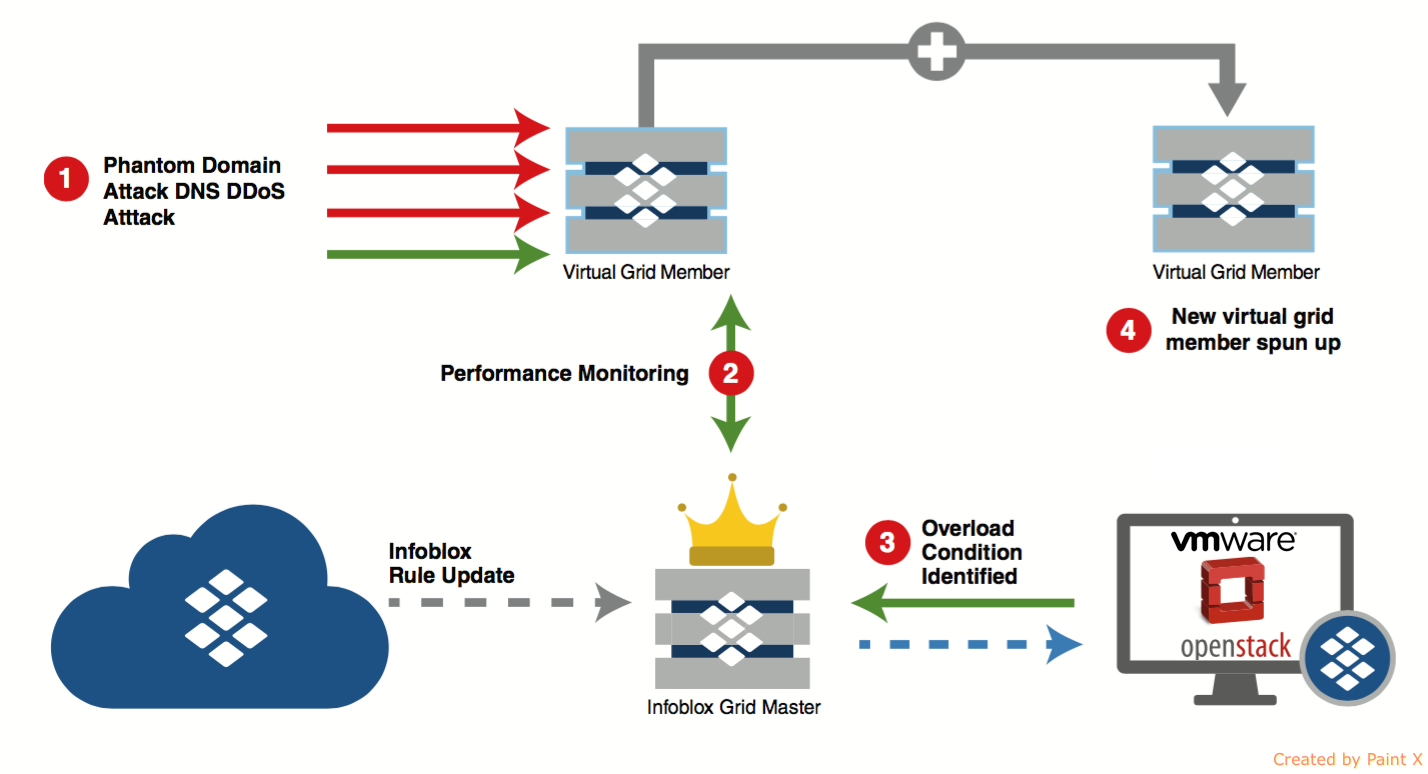 1
Phantom Domain
Attack DNS DDoS
Atttack
Virtual Grid Member
Virtual Grid Member
4
New virtual grid
member spun up
Performance Monitoring
2
Infoblox
Rule Update
3
Overload
Condition
Identified
vmware
openstack
Infoblox Grid Master
Created by Paint X